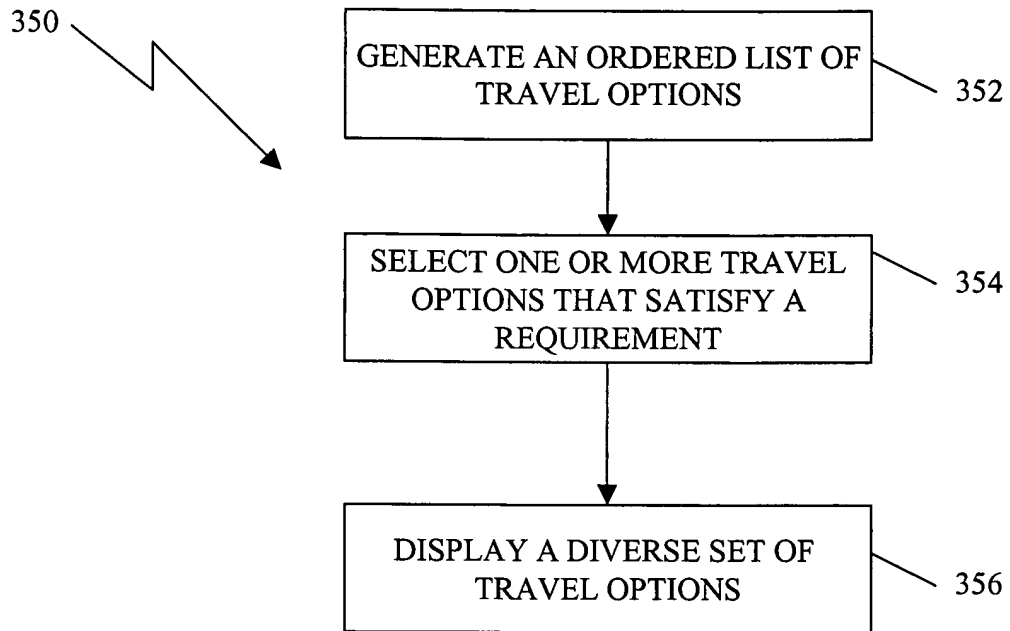 350
GENERATE AN ORDERED LIST OF
TRAVEL OPTIONS
352
SELECT ONE OR MORE TRAVEL
OPTIONS THAT SATISFY A
REQUIREMENT
354
DISPLAY A DIVERSE SET OF
TRAVEL OPTIONS
356